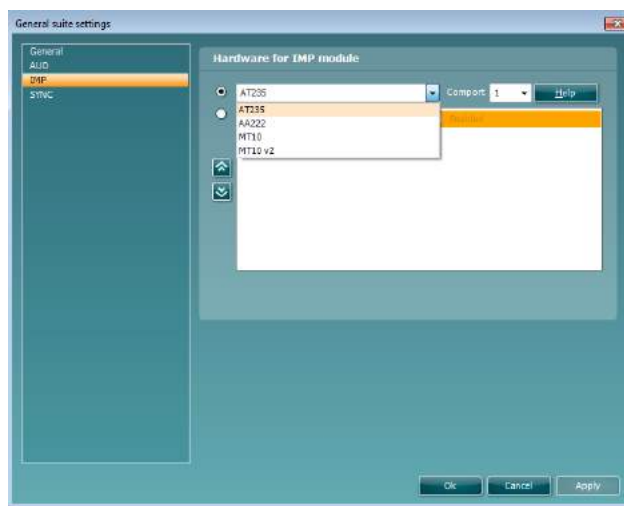 General suite settings
General
AUD
IMP
SYNC
Hardware for IMP module
AT235
Comport 1 Help
AT235
AA222
MT10
MT10 v2
Ok Cancel Apply